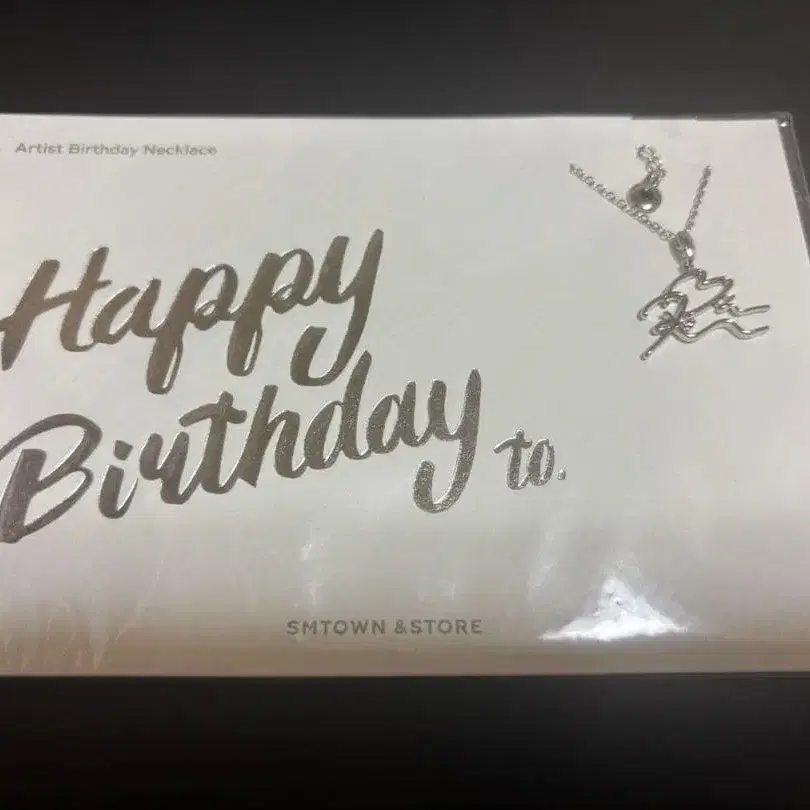 Artist Birthday Necklace
Happy
Birthday to.
SMTOWN &STORE